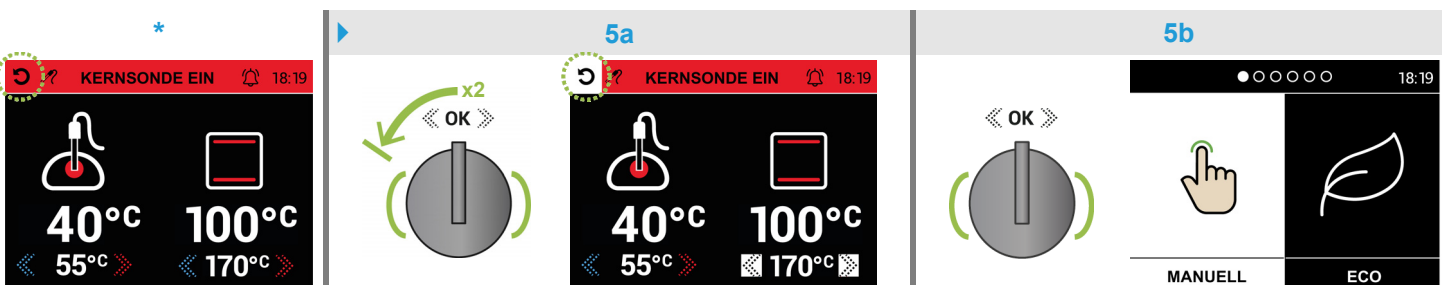 *
5a
5b
KERNSONDE EIN 18:19
40°C 100°C
55°C 170°C
x2
OK
KERNSONDE EIN 18:19
40°C 100°C
55°C 170°C
OK
18:19
MANUELL ECO